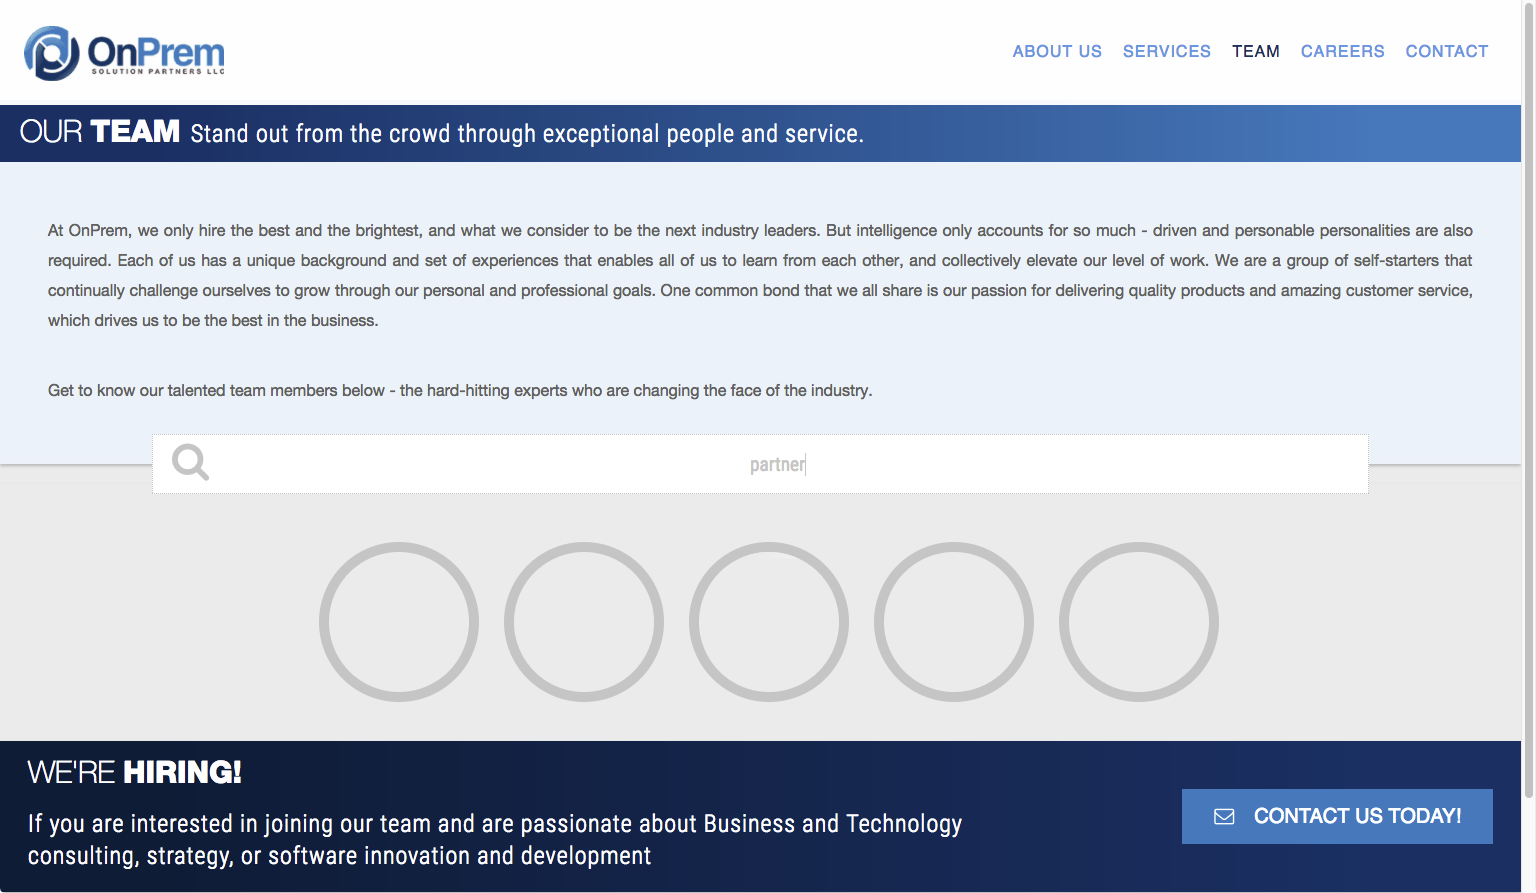 OnPrem
SOLUTION PARTNERS LLC
ABOUT US SERVICES TEAM CAREERS CONTACT
OUR TEAM Stand out from the crowd through exceptional people and service.
At OnPrem, we only hire the best and the brightest, and what we consider to be the next industry leaders. But intelligence only accounts for so much - driven and personable personalities are also
required. Each of us has a unique background and set of experiences that enables all of us to learn from each other, and collectively elevate our level of work. We are a group of self-starters that
continually challenge ourselves to grow through our personal and professional goals. One common bond that we all share is our passion for delivering quality products and amazing customer service,
which drives us to be the best in the business.
Get to know our talented team members below - the hard-hitting experts who are changing the face of the industry.
partner
WE'RE HIRING!
If you are interested in joining our team and are passionate about Business and Technology
consulting, strategy, or software innovation and development
CONTACT US TODAY!